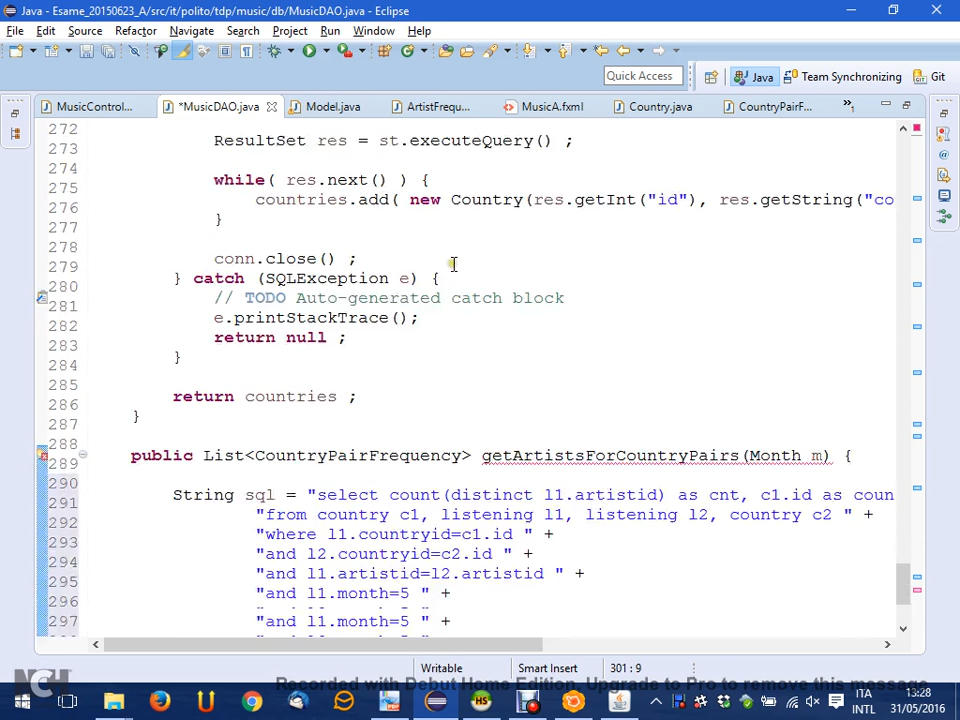 Java - Esame_20150623_A/src/it/polito/tdp/music/db/MusicDAO.java - Eclipse
File Edit Source Refactor Navigate Search Project Run Window Help
Quick Access
Java Team Synchronizing Git
MusicControl... *MusicDAO.java Model.java ArtistFrequ... MusicA.fxml Country.java CountryPairF... »1
272
273 ResultSet res = st.executeQuery() ;
274
275 while( res.next() ) {
276 countries.add( new Country(res.getInt("id"), res.getString("co
277 }
278
279 conn.close() ;
280 } catch (SQLException e) {
281 // TODO Auto-generated catch block
282 e.printStackTrace();
283 return null ;
284 }
285
286 return countries ;
287 }
288
289 public List<CountryPairFrequency> getArtistsForCountryPairs(Month m) {
290
291 String sql = "select count(distinct l1.artistid) as cnt, c1.id as coun
292 "from country c1, listening l1, listening l2, country c2 " +
293 "where l1.countryid=c1.id " +
294 "and l2.countryid=c2.id " +
295 "and l1.artistid=l2.artistid " +
296 "and l1.month=5 " +
297 "and l1.month=5 " +
Writable Smart Insert 301 : 9
NCH
Recorded with Debut Home Edition. Upgrade to Pro to remove this message
HS
ITA
INTL
13:28
31/05/2016